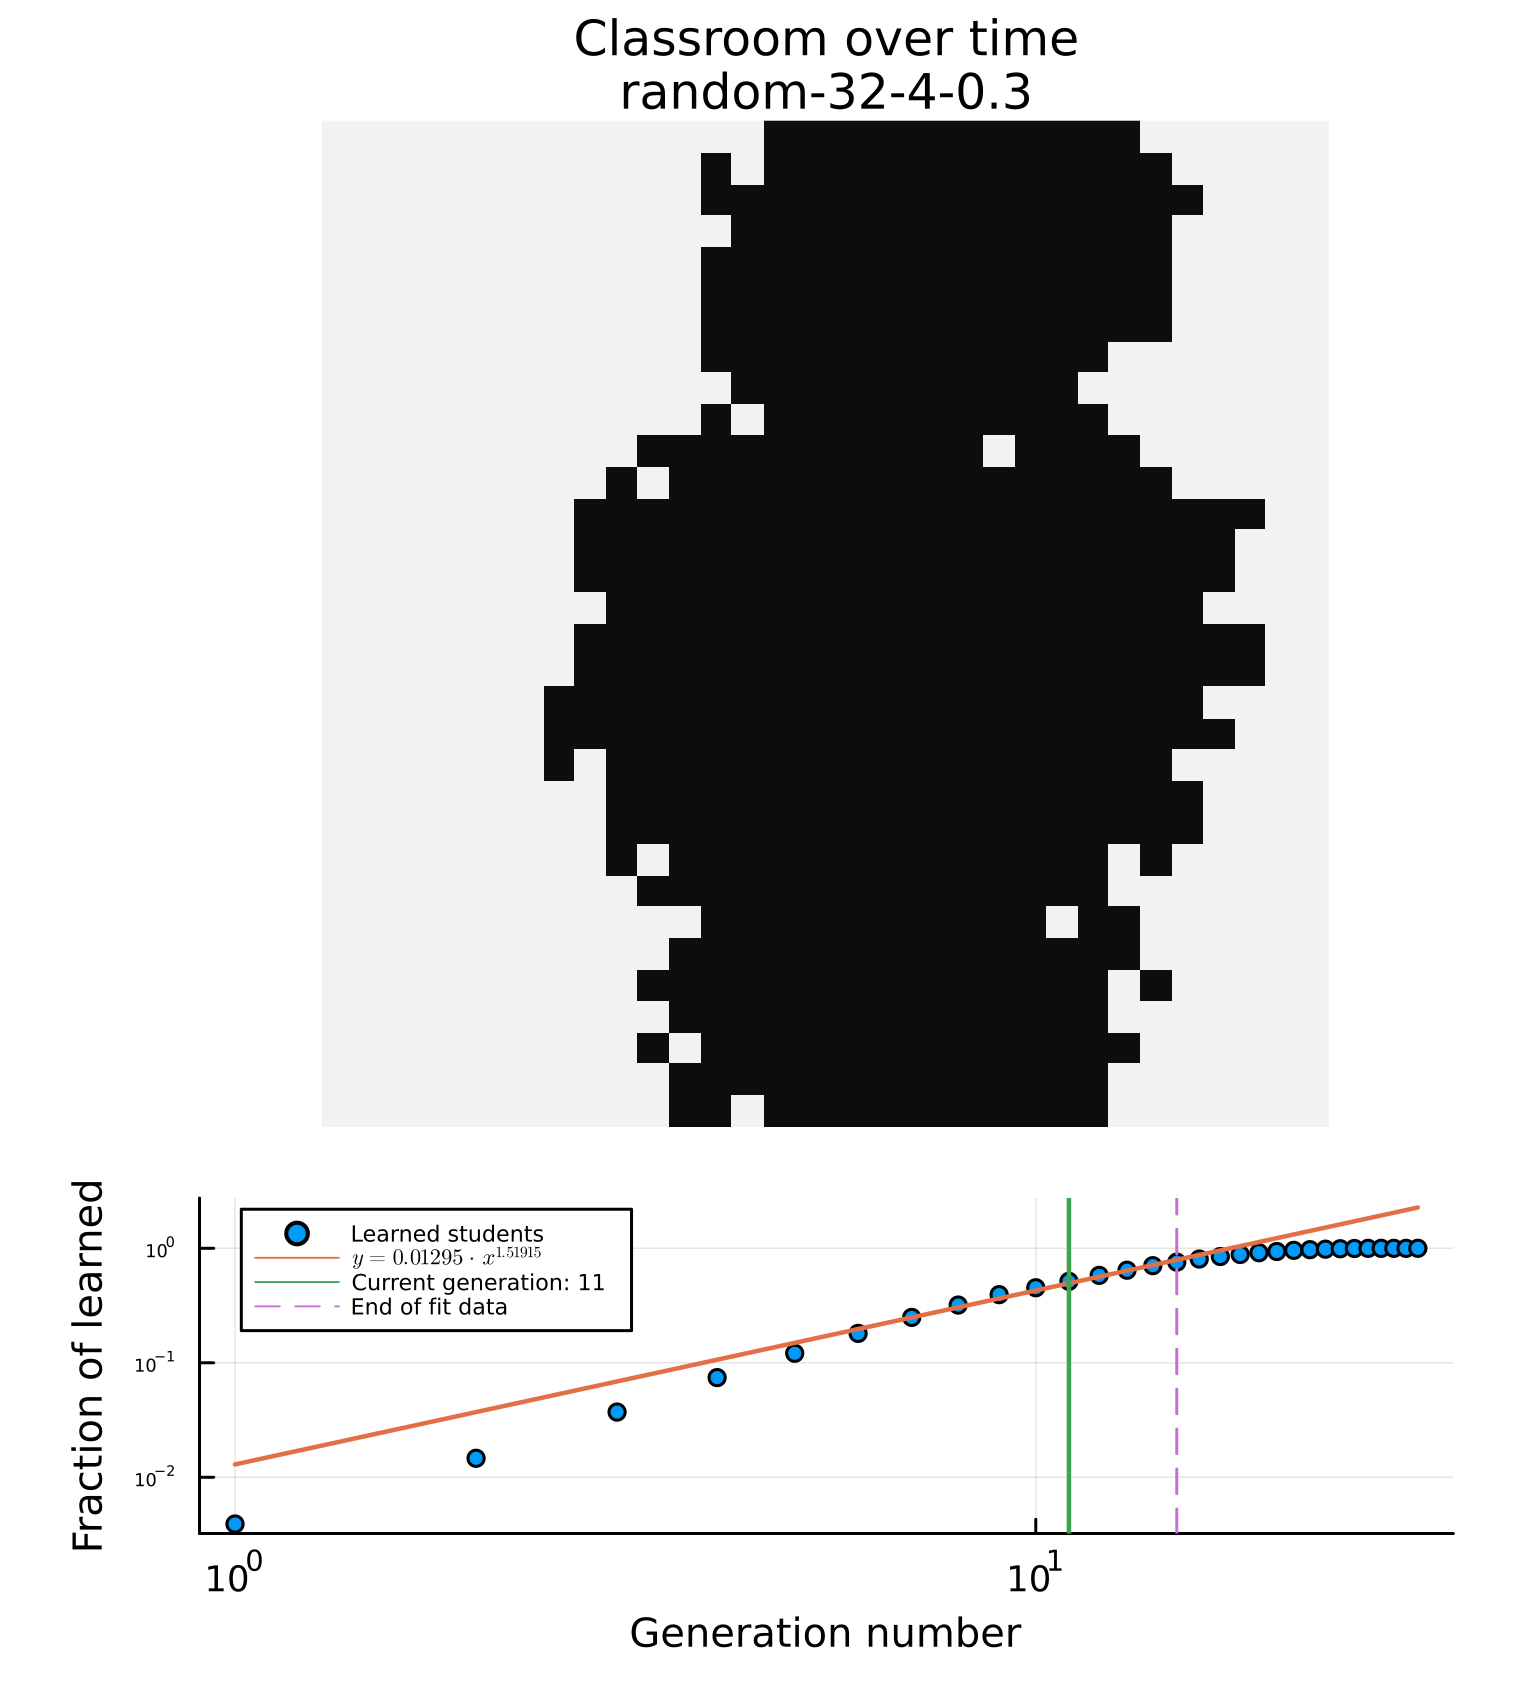 Classroom over time
random-32-4-0.3
Fraction of learned
Learned students
y = 0.01295 · x^1.51915
Current generation: 11
End of fit data
10^0
10^−1
10^−2
10^0
10^1
Generation number